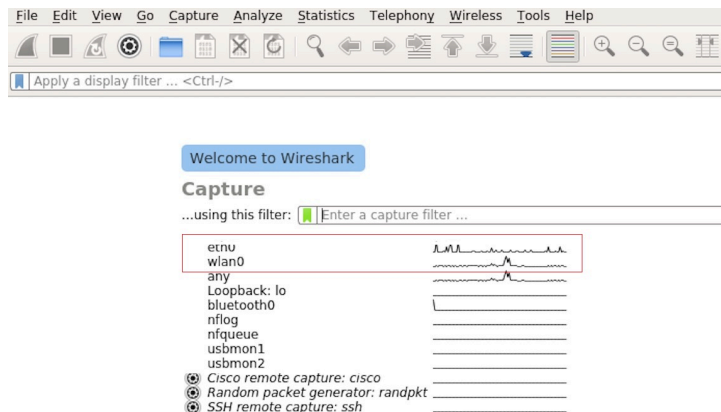 File Edit View Go Capture Analyze Statistics Telephony Wireless Tools Help
Apply a display filter ... <Ctrl-/>
Welcome to Wireshark
Capture
...using this filter: Enter a capture filter ...
eth0
wlan0
any
Loopback: lo
bluetooth0
nflog
nfqueue
usbmon1
usbmon2
Cisco remote capture: cisco
Random packet generator: randpkt
SSH remote capture: ssh